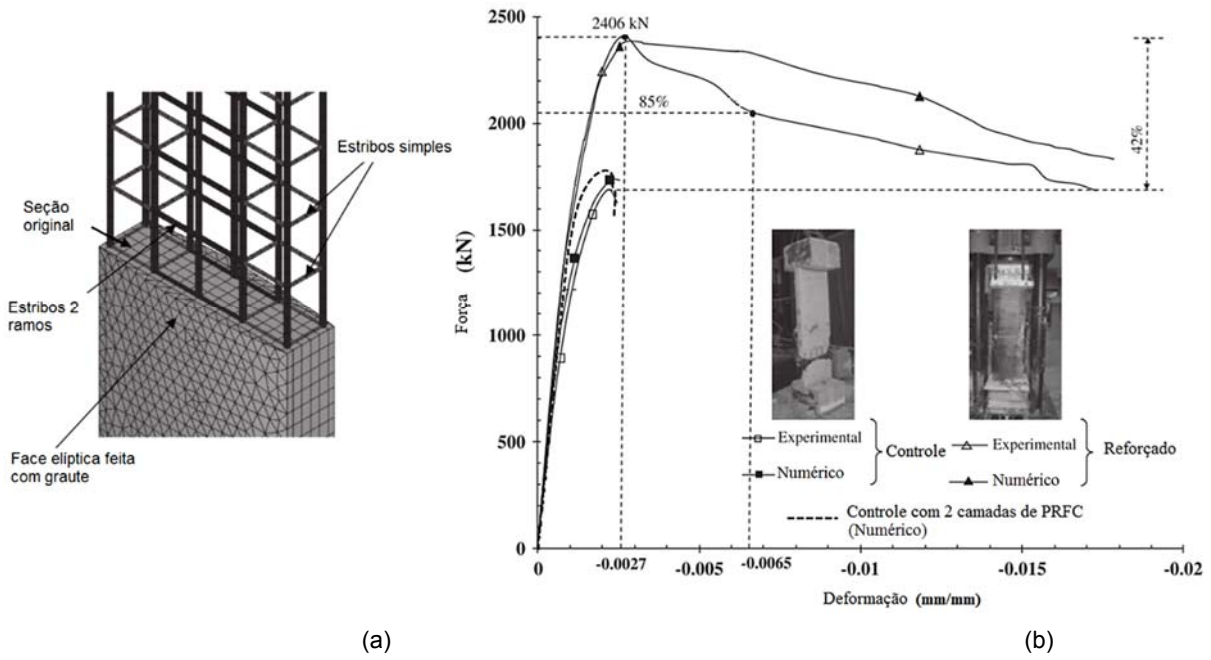 Estribos simples
Seção
original
Estribos 2
ramos
Face elíptica feita
com graute
(a)
2500
2000
1500
1000
500
0
Força (kN)
2406 kN
85%
42%
Experimental
Numérico
Controle
Experimental
Numérico
Reforçado
Controle com 2 camadas de PRFC
(Numérico)
0
-0.0027
-0.005
-0.0065
-0.01
-0.015
-0.02
Deformação (mm/mm)
(b)